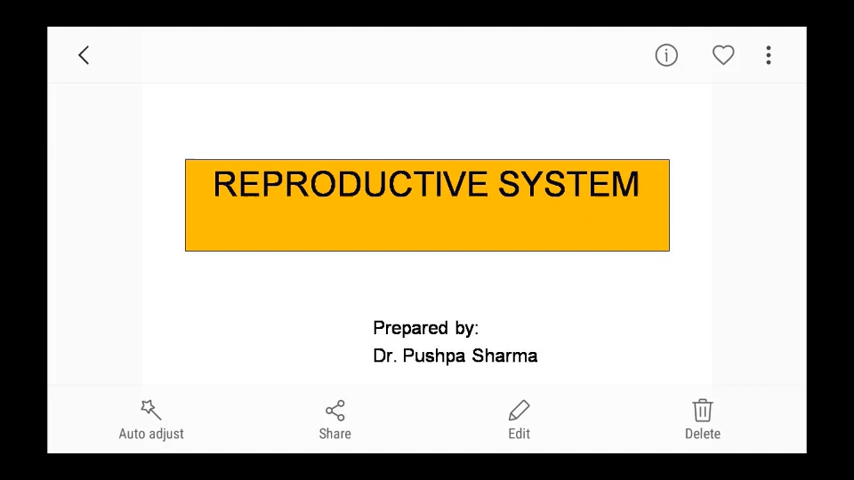 REPRODUCTIVE SYSTEM
Prepared by:
Dr. Pushpa Sharma
Auto adjust
Share
Edit
Delete